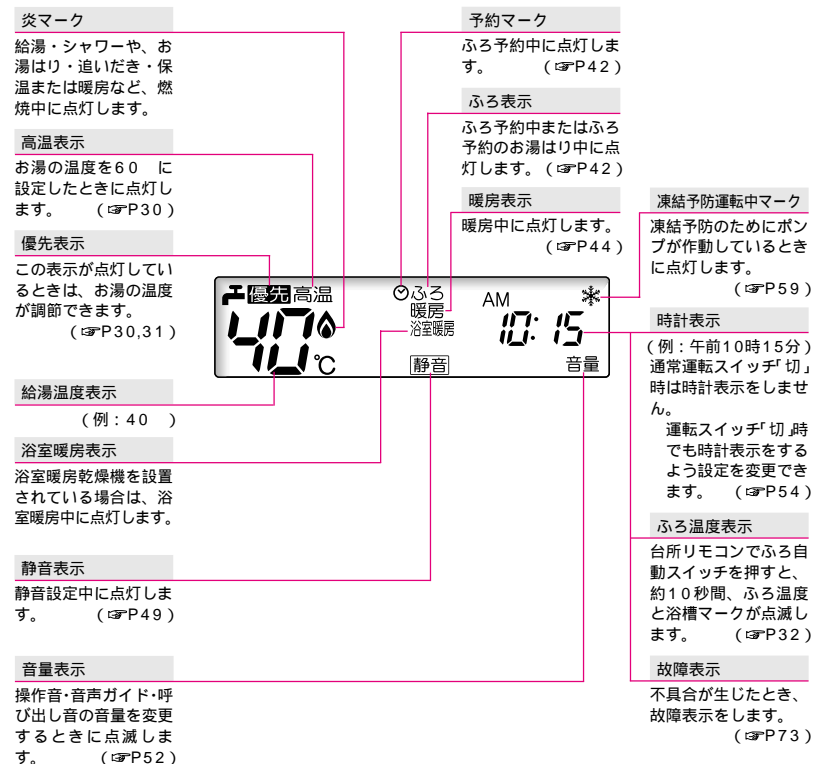 炎マーク
給湯・シャワーや、お
湯はり・追いだき・保
温または暖房など、燃
焼中に点灯します。
高温表示
お湯の温度を60　に
設定したときに点灯し
ます。　(☞P30)
優先表示
この表示が点灯してい
るときは、お湯の温度
が調節できます。
(☞P30,31)
給湯温度表示
(例：40　)
浴室暖房表示
浴室暖房乾燥機を設置
されている場合は、浴
室暖房中に点灯します。
静音表示
静音設定中に点灯しま
す。　(☞P49)
音量表示
操作音・音声ガイド・呼
び出し音の音量を変更
するときに点滅しま
す。　(☞P52)
優先 高温
40 ℃
ふろ
暖房
浴室暖房
静音
AM
10:15
音量
予約マーク
ふろ予約中に点灯しま
す。　(☞P42)
ふろ表示
ふろ予約中またはふろ
予約のお湯はり中に点
灯します。(☞P42)
暖房表示
暖房中に点灯します。
(☞P44)
凍結予防運転中マーク
凍結予防のためにポン
プが作動しているとき
に点灯します。
(☞P59)
時計表示
(例：午前10時15分)
通常運転スイッチ「切」
時は時計表示をしませ
ん。
運転スイッチ「切」時
でも時計表示をする
よう設定を変更でき
ます。　(☞P54)
ふろ温度表示
台所リモコンでふろ自
動スイッチを押すと、
約10秒間、ふろ温度
と浴槽マークが点滅し
ます。　(☞P32)
故障表示
不具合が生じたとき、
故障表示をします。
(☞P73)